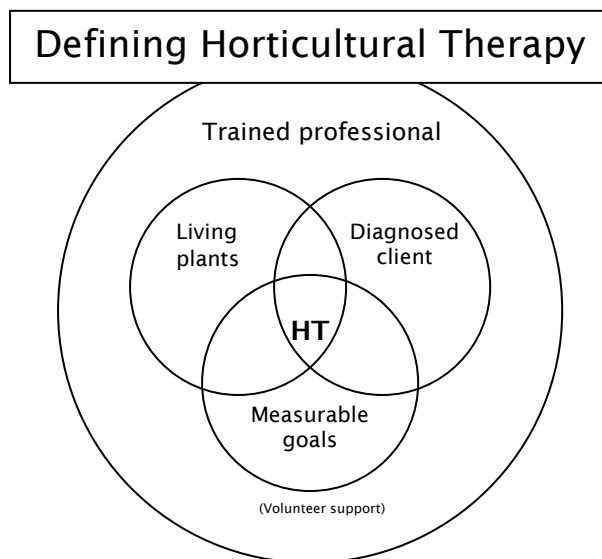 Defining Horticultural Therapy
Trained professional
Living
plants
Diagnosed
client
HT
Measurable
goals
(Volunteer support)